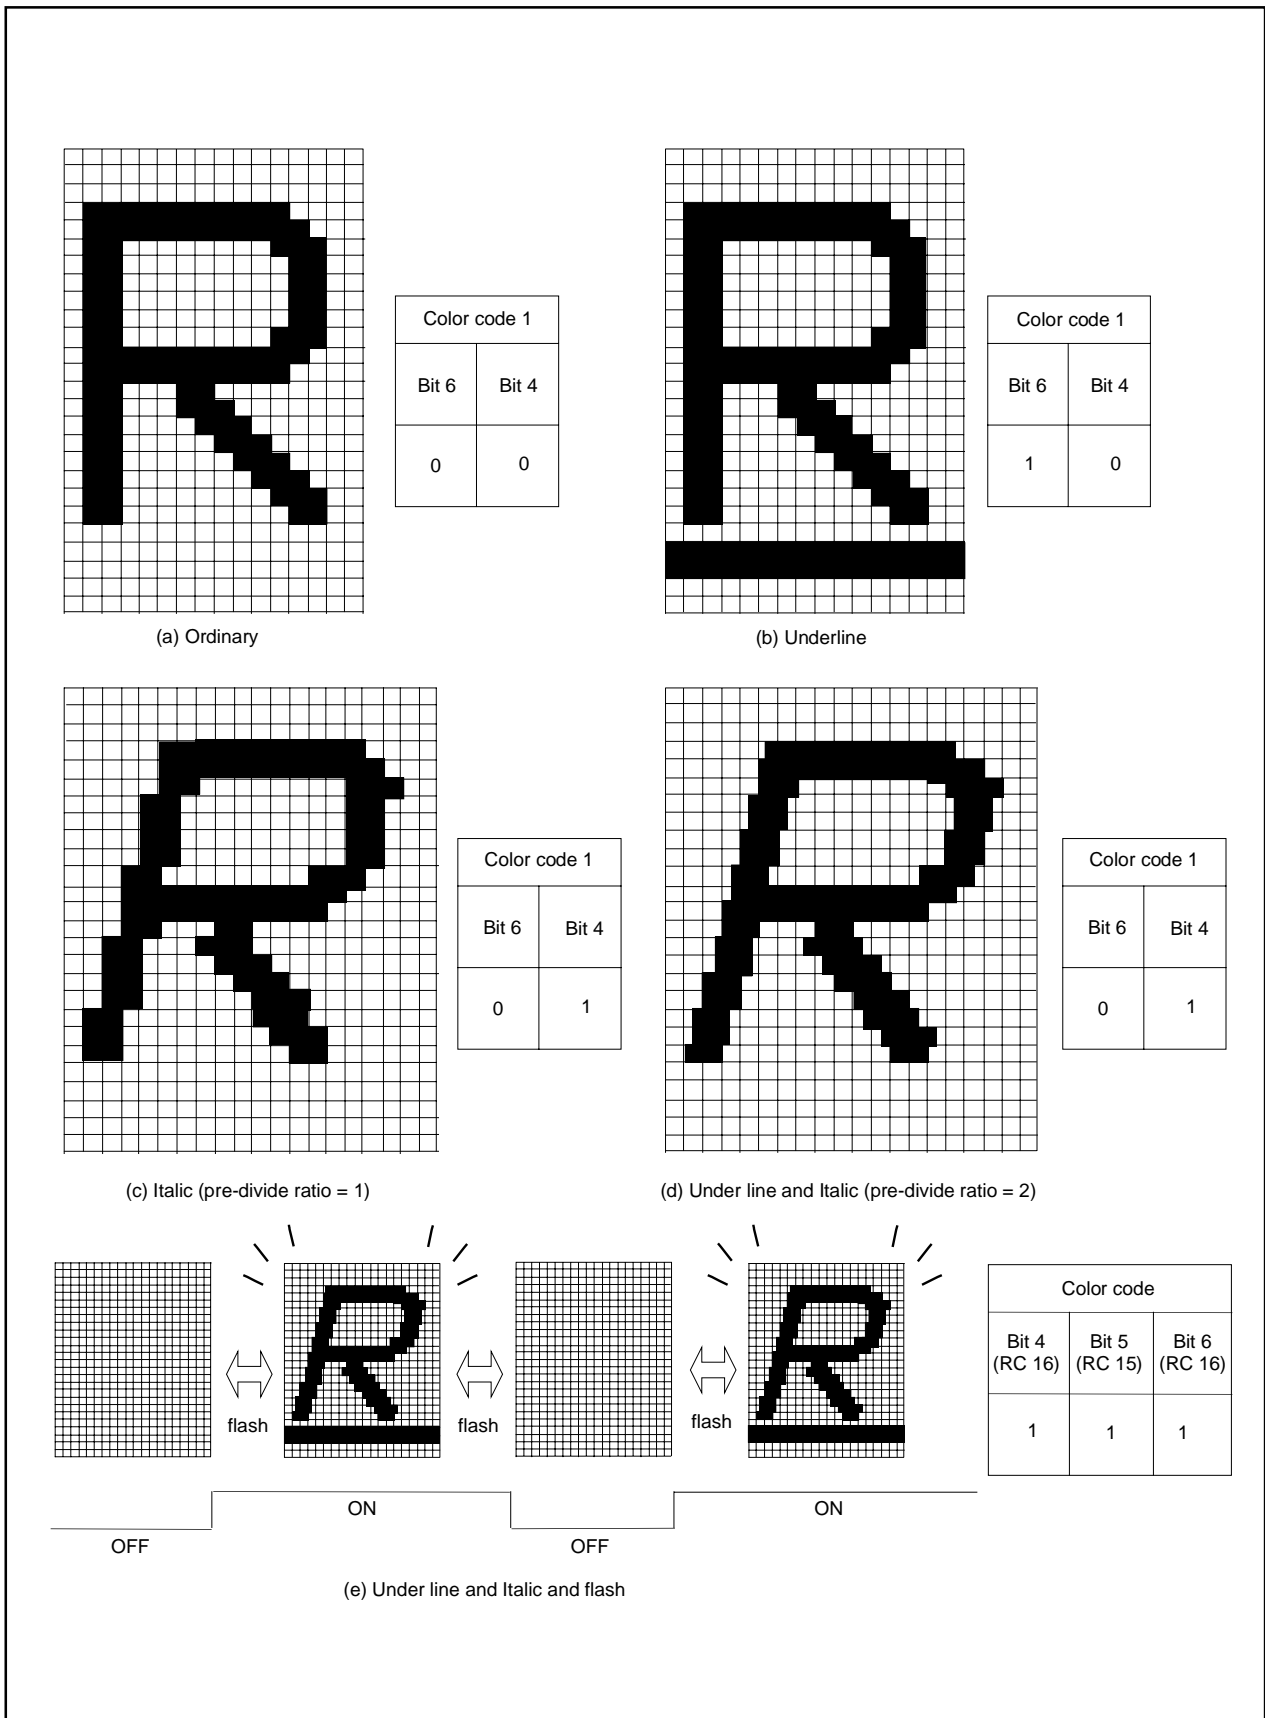 Color code 1
Bit 6 Bit 4
0 0
(a) Ordinary
Color code 1
Bit 6 Bit 4
1 0
(b) Underline
Color code 1
Bit 6 Bit 4
0 1
(c) Italic (pre-divide ratio = 1)
Color code 1
Bit 6 Bit 4
0 1
(d) Under line and Italic (pre-divide ratio = 2)
flash flash flash
Color code
Bit 4 Bit 5 Bit 6
(RC 16) (RC 15) (RC 16)
1 1 1
ON ON
OFF OFF
(e) Under line and Italic and flash